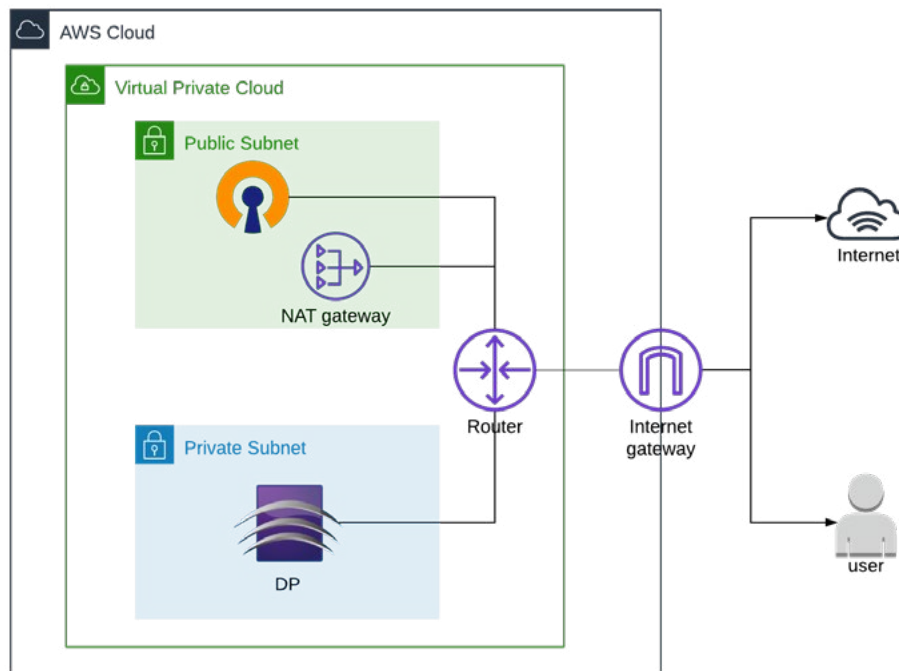 AWS Cloud
Virtual Private Cloud
Public Subnet
NAT gateway
Internet
Router
Internet
gateway
Private Subnet
DP
user